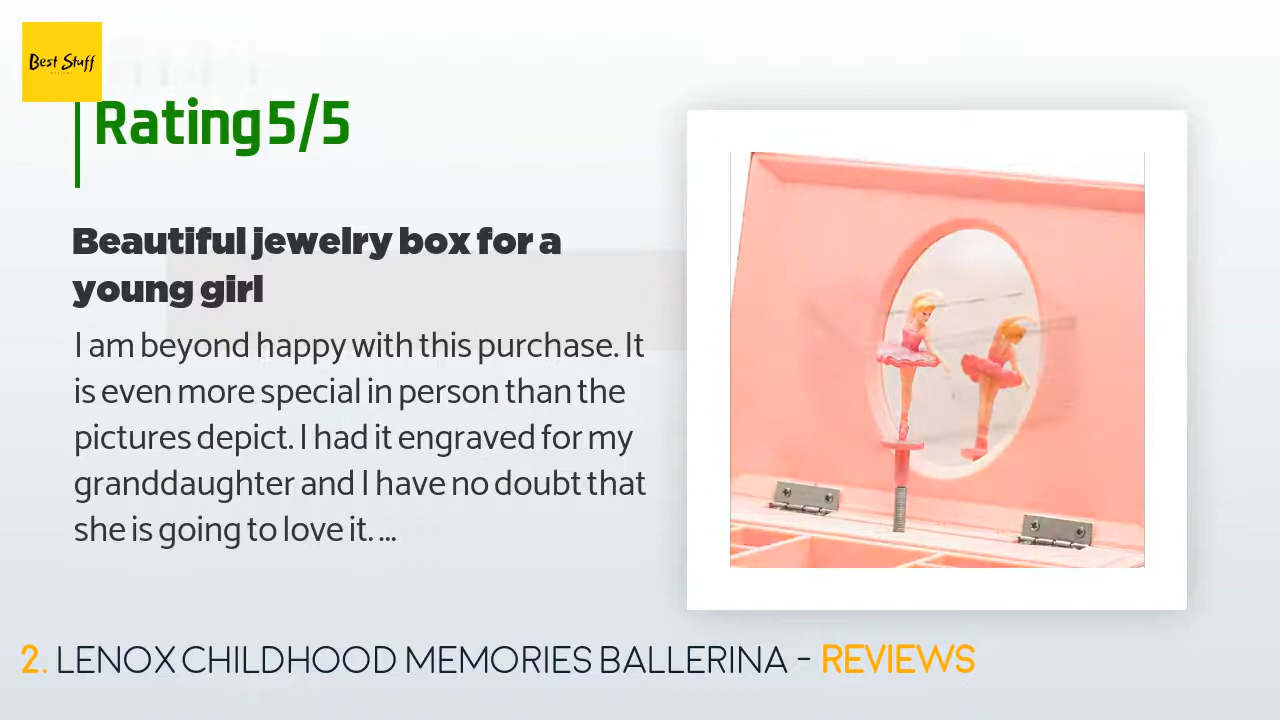 Best Stuff
Rating 5/5
Beautiful jewelry box for a
young girl
I am beyond happy with this purchase. It
is even more special in person than the
pictures depict. I had it engraved for my
granddaughter and I have no doubt that
she is going to love it. ...
2. LENOX CHILDHOOD MEMORIES BALLERINA - REVIEWS